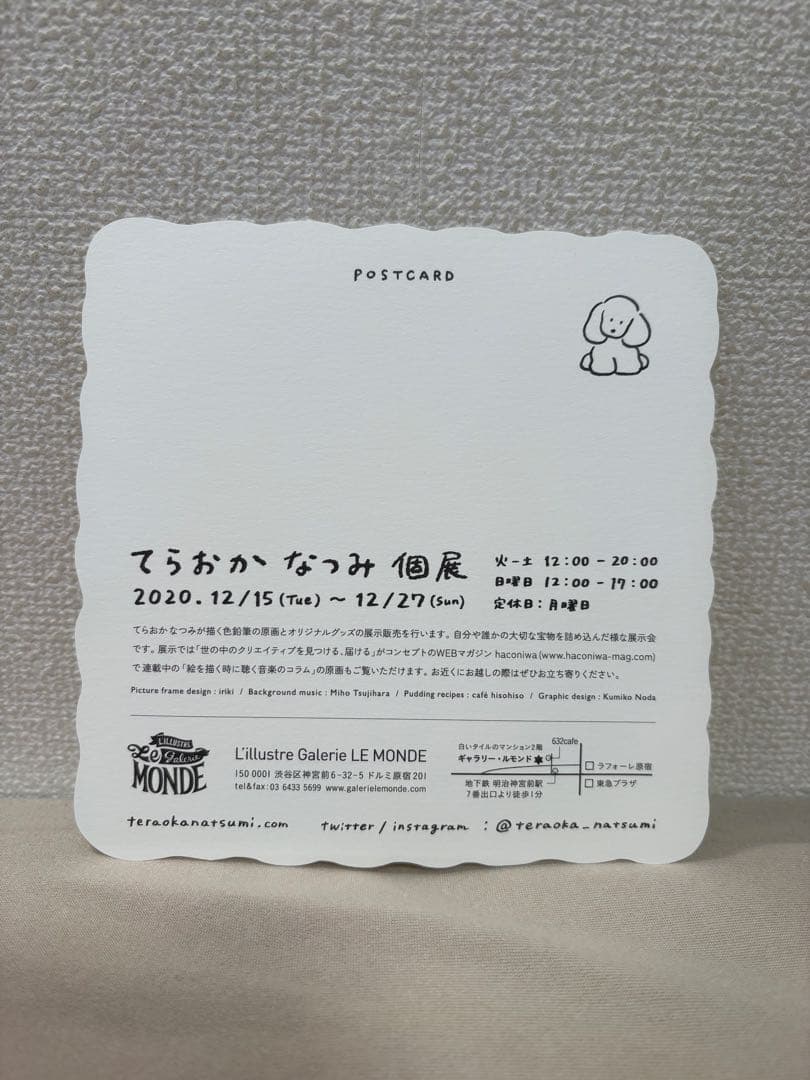 POSTCARD
てらおか なつみ 個展
2020.12/15(Tue) ～ 12/27(Sun)
火－土 12:00 - 20:00
日曜日 12:00 - 17:00
定休日：月曜日
てらおか なつみが描く色鉛筆の原画とオリジナルグッズの展示販売を行います。自分や誰かの大切な宝物を詰め込んだ様な展示会
です。展示では「世の中のクリエイティブを見つける、届ける」がコンセプトのWEBマガジン haconiwa (www.haconiwa-mag.com)
で連載中の「絵を描く時に聴く音楽のコラム」の原画もご覧いただけます。お近くにお越しの際はぜひお立ち寄りください。
Picture frame design : iriki / Background music : Miho Tsujihara / Pudding recipes : café hisohiso / Graphic design : Kumiko Noda
L'ILLUSTRE
Le Galerie
MONDE
L'illustre Galerie LE MONDE
150 0001 渋谷区神宮前6-32-5 ドルミ原宿201
tel&fax : 03 6433 5699 www.galerielemonde.com
632cafe
白いタイルのマンション2階
ギャラリー・ルモンド
ラフォーレ原宿
地下鉄 明治神宮前駅
7番出口より徒歩1分
東急プラザ
teraokanatsumi.com
twitter / instagram : @teraoka_natsumi